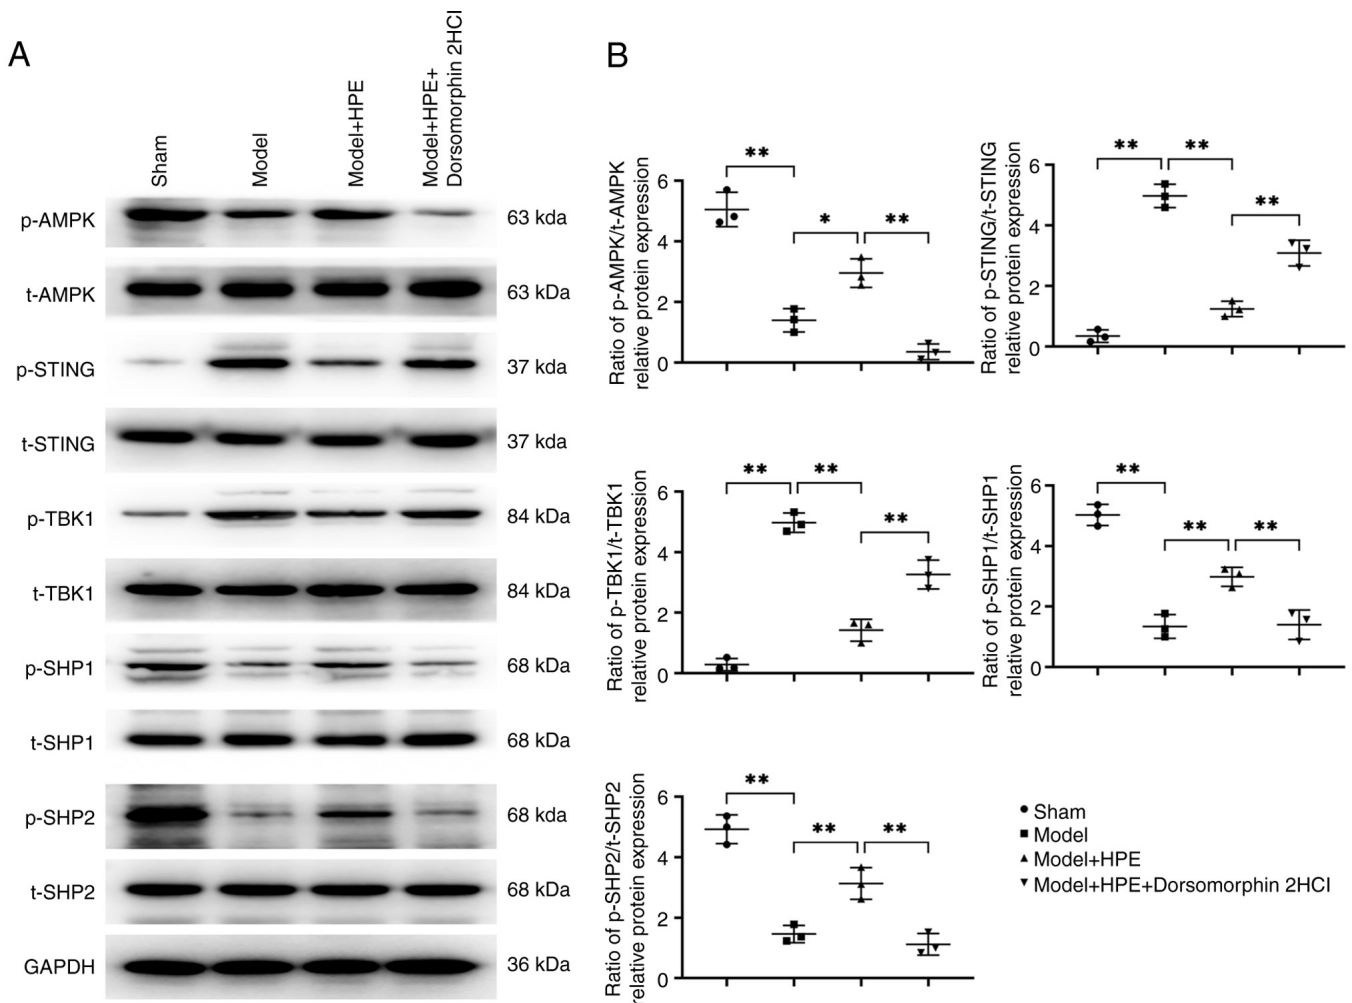 A
Sham
Model
Model+HPE
Model+HPE+
Dorsomorphin 2HCl
p-AMPK
63 kda
t-AMPK
63 kDa
p-STING
37 kda
t-STING
37 kda
p-TBK1
84 kDa
t-TBK1
84 kDa
p-SHP1
68 kDa
t-SHP1
68 kDa
p-SHP2
68 kda
t-SHP2
68 kDa
GAPDH
36 kDa
B
Ratio of p-AMPK/t-AMPK
relative protein expression
6
4
2
0
**
*
**
Ratio of p-STING/t-STING
relative protein expression
6
4
2
0
**
**
**
Ratio of p-TBK1/t-TBK1
relative protein expression
6
4
2
0
**
**
**
Ratio of p-SHP1/t-SHP1
relative protein expression
6
4
2
0
**
**
**
Ratio of p-SHP2/t-SHP2
relative protein expression
6
4
2
0
**
**
**
Sham
Model
Model+HPE
Model+HPE+Dorsomorphin 2HCl